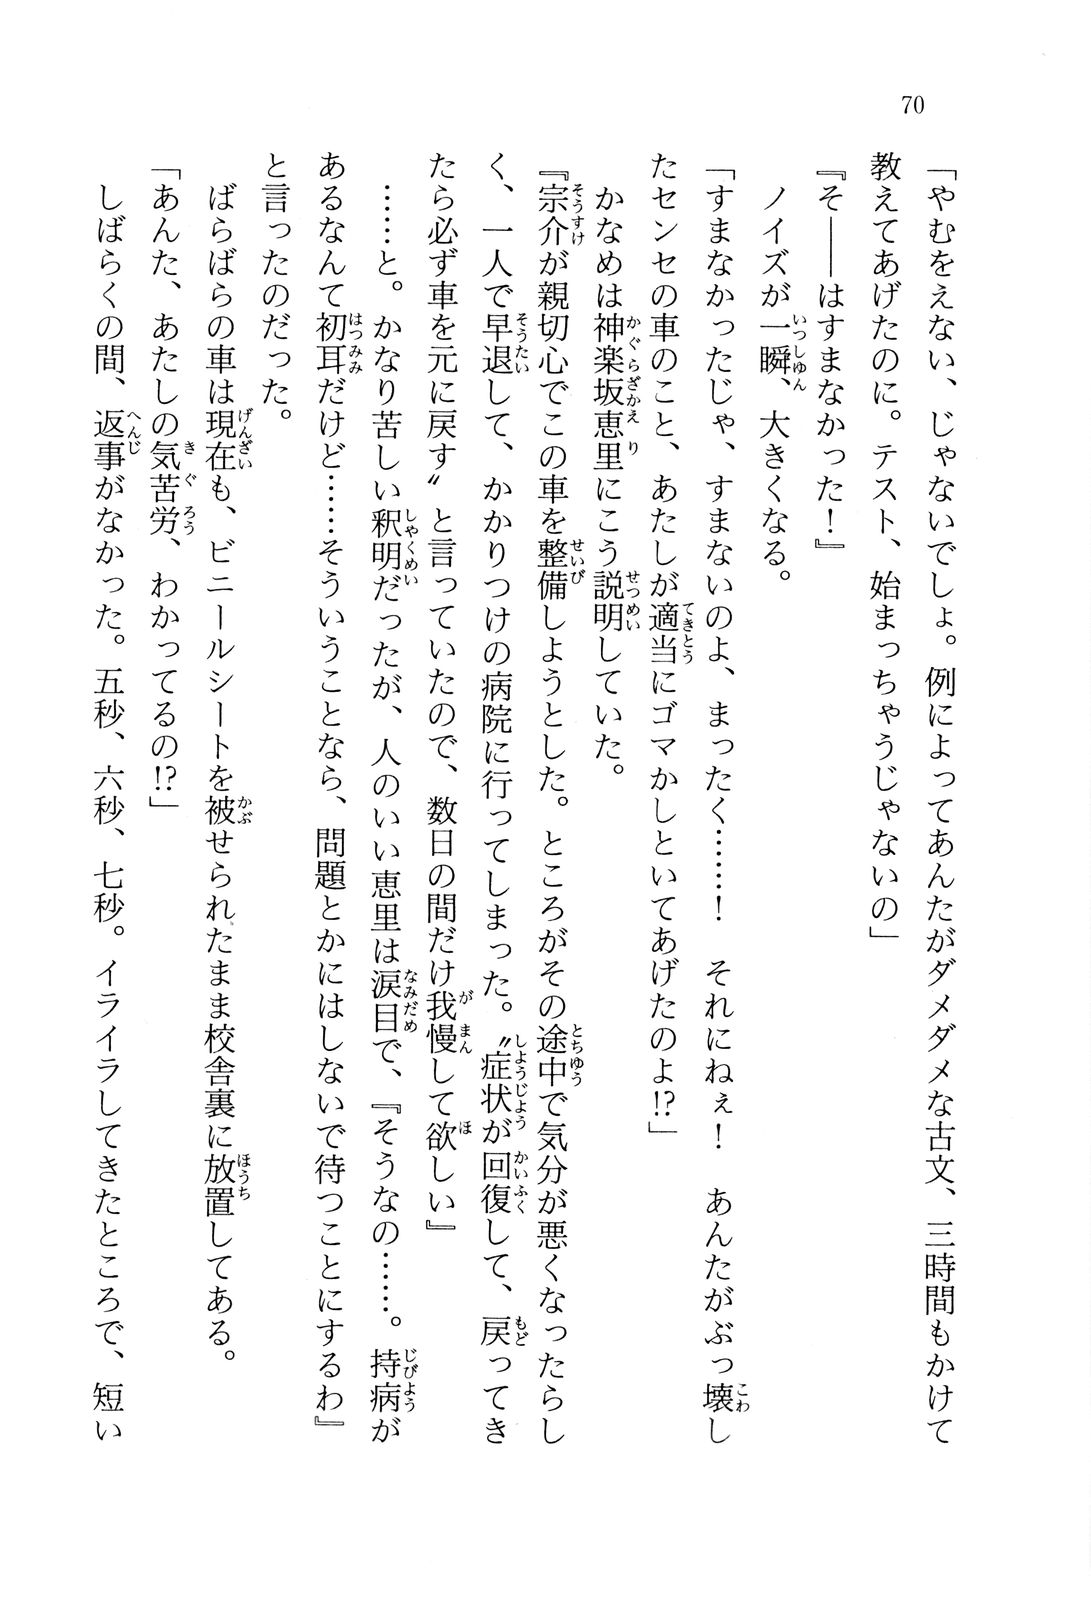 70
「やむをえない、じゃないでしょ。例によってあんたがダメダメな古文、三時間もかけて
教えてあげたのに。テスト、始まっちゃうじゃないの」
『そ――はすまなかった！』
　ノイズが一瞬、大きくなる。
「すまなかったじゃ、すまないのよ、まったく……！　それにねぇ！　あんたがぶっ壊し
たセンセの車のこと、あたしが適当にゴマかしといてあげたのよ!?」
　かなめは神楽坂恵里にこう説明していた。
『宗介が親切心でこの車を整備しようとした。ところがその途中で気分が悪くなったらし
く、一人で早退して、かかりつけの病院に行ってしまった。〝症状が回復して、戻ってき
たら必ず車を元に戻す〟と言っていたので、数日の間だけ我慢して欲しい』
　……と。かなり苦しい釈明だったが、人のいい恵里は涙目で、『そうなの……。持病が
あるなんて初耳だけど……そういうことなら、問題とかにはしないで待つことにするわ』
と言ったのだった。
　ばらばらの車は現在も、ビニールシートを被せられたまま校舎裏に放置してある。
「あんた、あたしの気苦労、わかってるの!?」
　しばらくの間、返事がなかった。五秒、六秒、七秒。イライラしてきたところで、短い